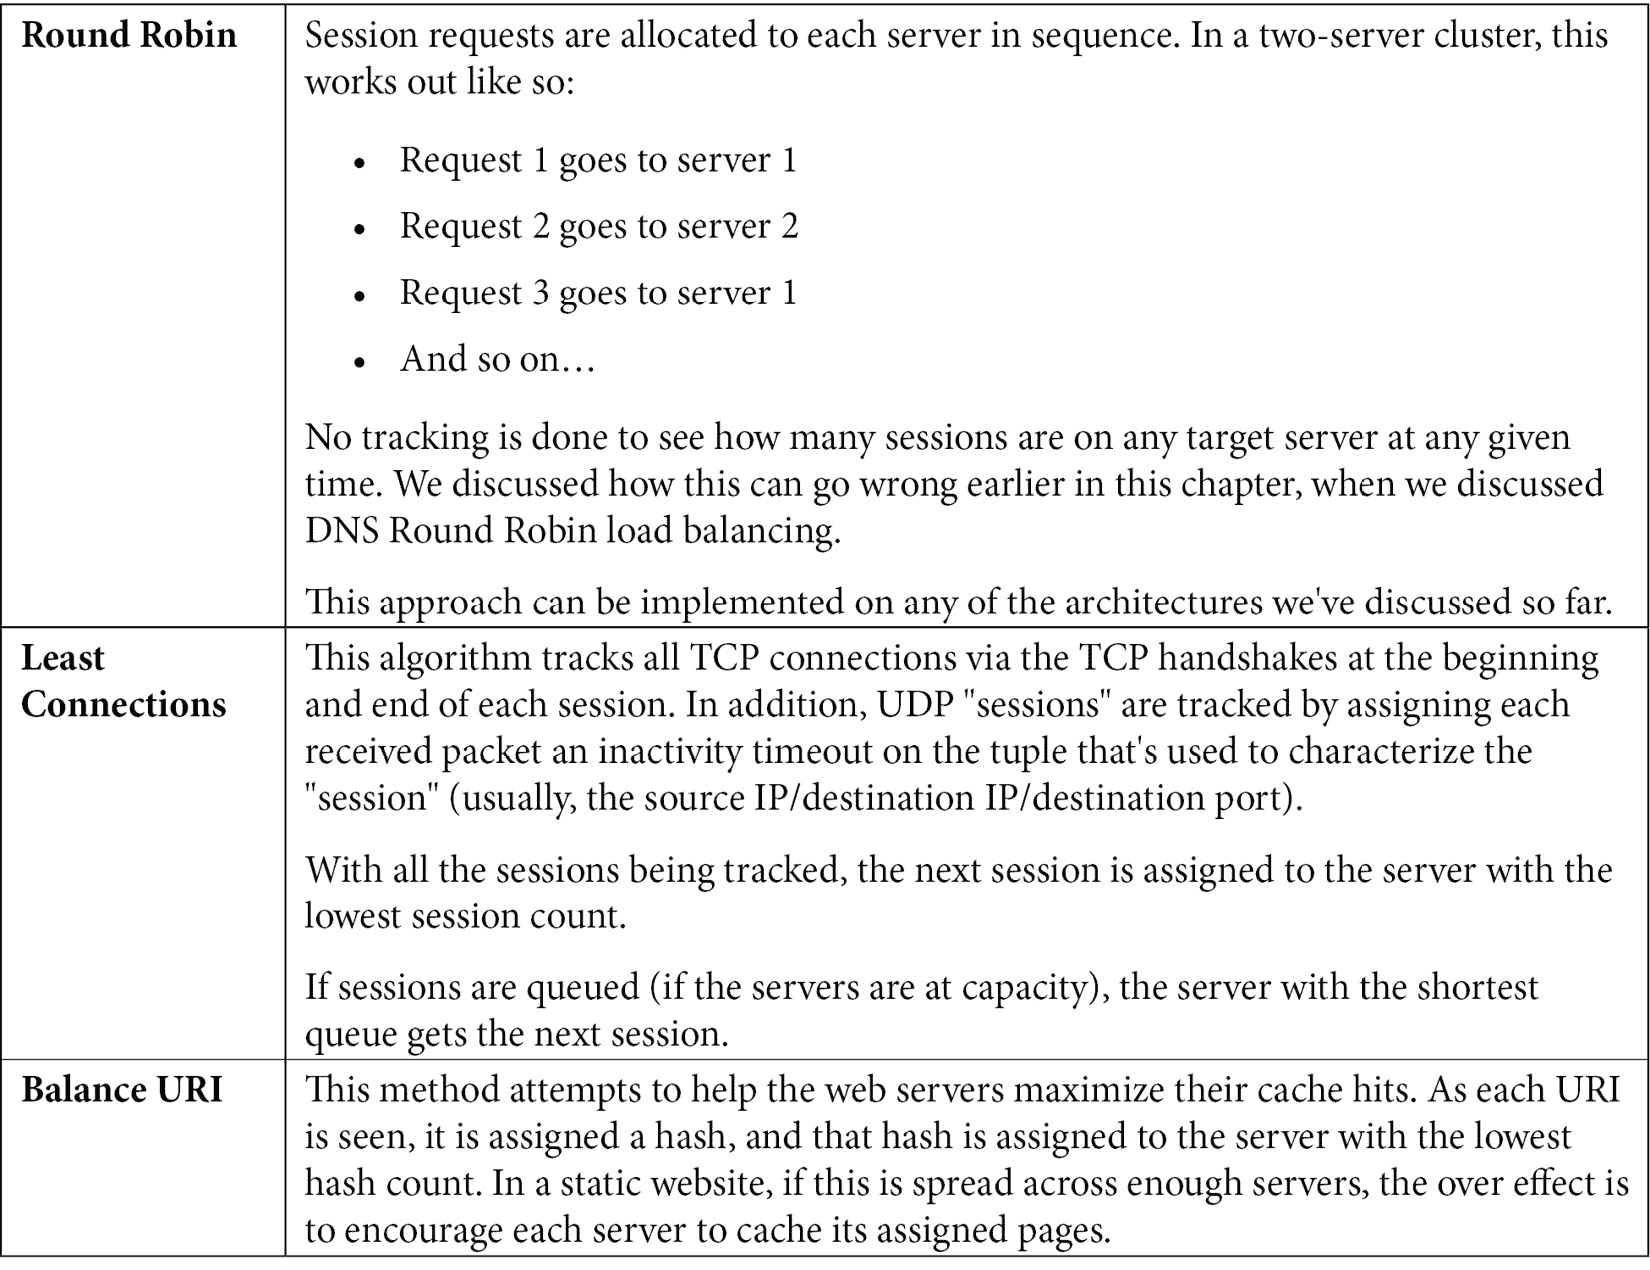 Round Robin
Session requests are allocated to each server in sequence. In a two-server cluster, this
works out like so:
• Request 1 goes to server 1
• Request 2 goes to server 2
• Request 3 goes to server 1
• And so on…
No tracking is done to see how many sessions are on any target server at any given
time. We discussed how this can go wrong earlier in this chapter, when we discussed
DNS Round Robin load balancing.
This approach can be implemented on any of the architectures we've discussed so far.
Least
Connections
This algorithm tracks all TCP connections via the TCP handshakes at the beginning
and end of each session. In addition, UDP "sessions" are tracked by assigning each
received packet an inactivity timeout on the tuple that's used to characterize the
"session" (usually, the source IP/destination IP/destination port).
With all the sessions being tracked, the next session is assigned to the server with the
lowest session count.
If sessions are queued (if the servers are at capacity), the server with the shortest
queue gets the next session.
Balance URI
This method attempts to help the web servers maximize their cache hits. As each URI
is seen, it is assigned a hash, and that hash is assigned to the server with the lowest
hash count. In a static website, if this is spread across enough servers, the over effect is
to encourage each server to cache its assigned pages.